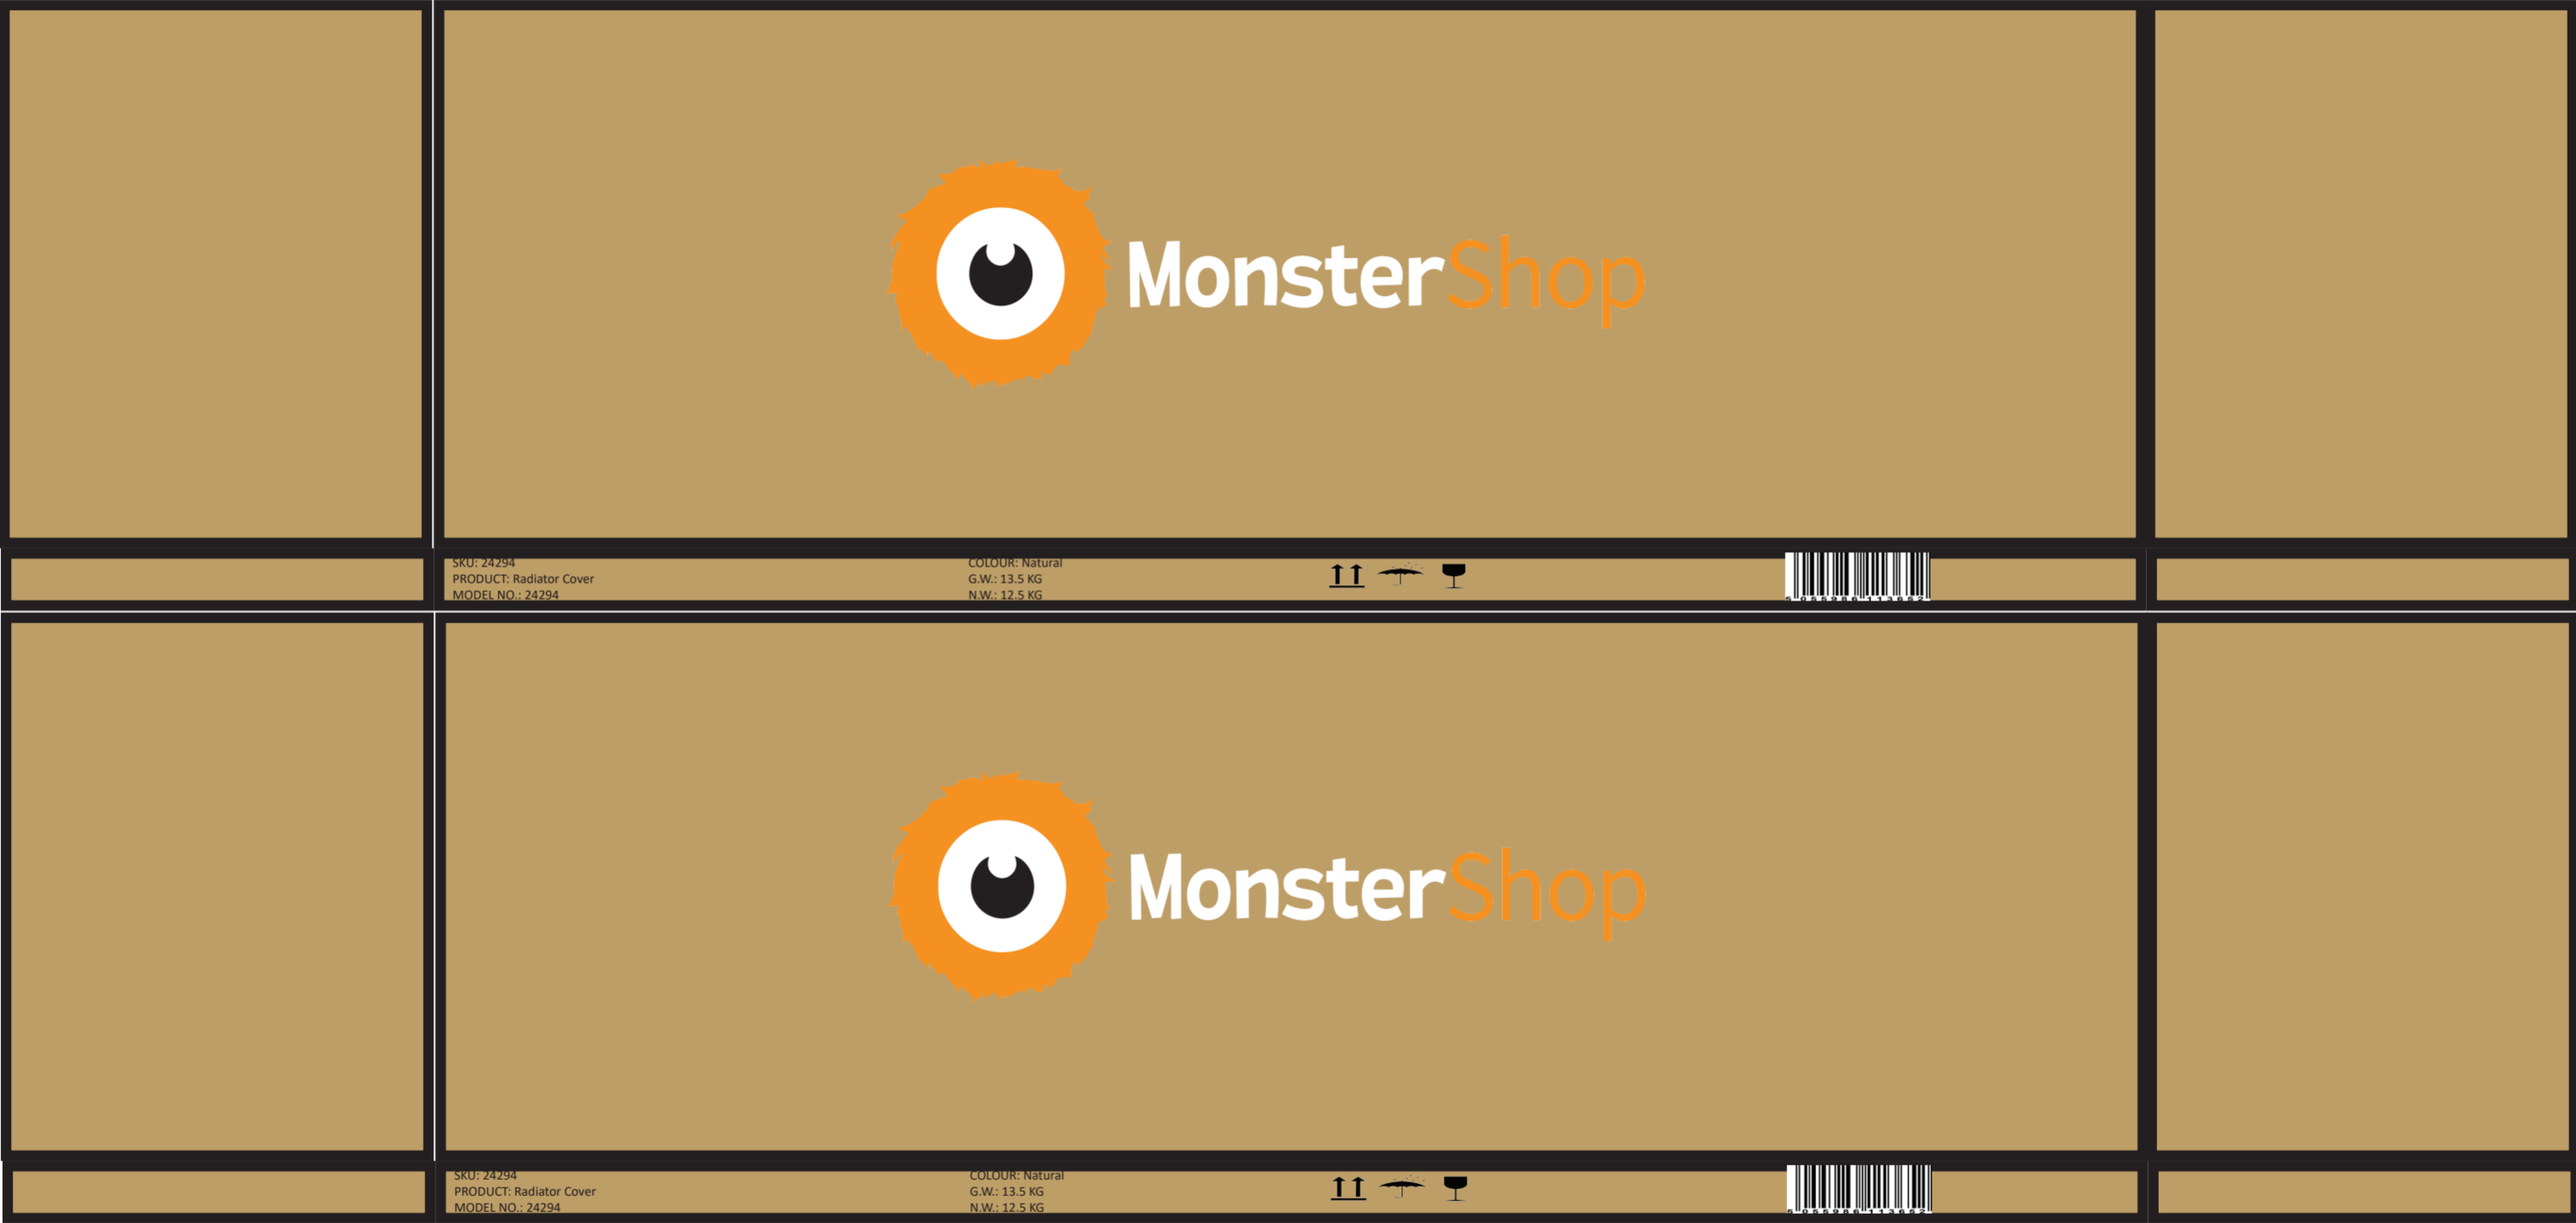 MonsterShop
SKU: 24294
PRODUCT: Radiator Cover
MODEL NO.: 24294
COLOUR: Natural
G.W.: 13.5 KG
N.W.: 12.5 KG
MonsterShop
SKU: 24294
PRODUCT: Radiator Cover
MODEL NO.: 24294
COLOUR: Natural
G.W.: 13.5 KG
N.W.: 12.5 KG